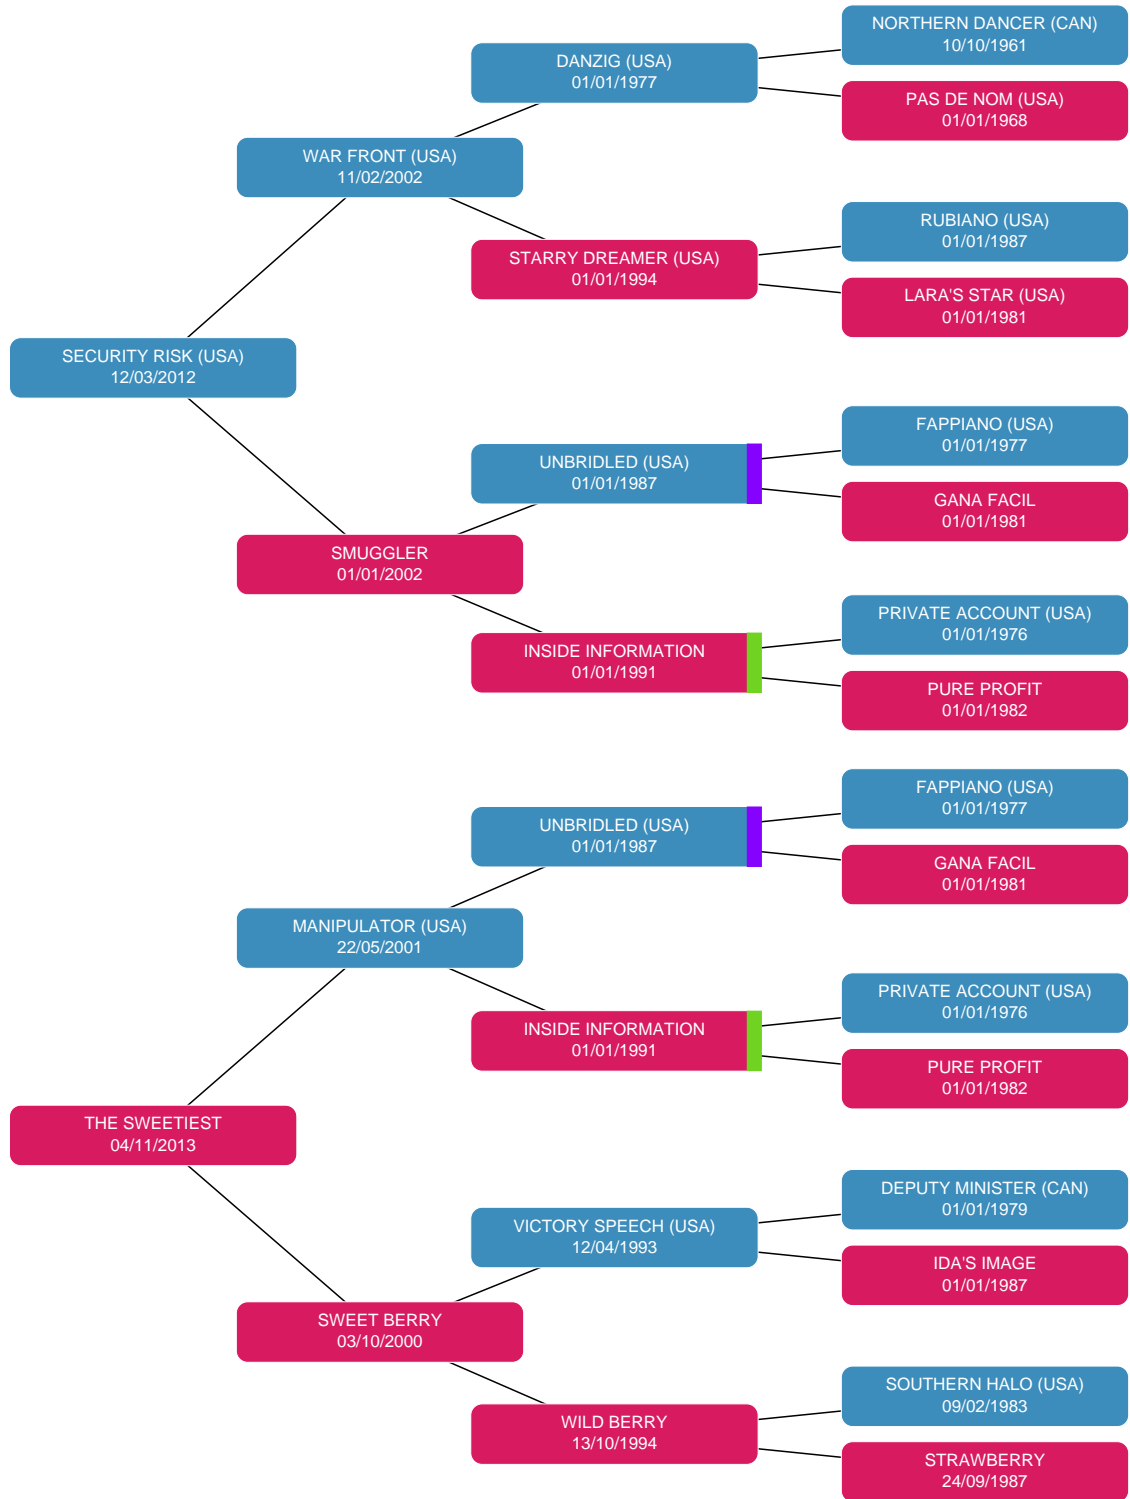 NORTHERN DANCER (CAN)
10/10/1961
DANZIG (USA)
01/01/1977
PAS DE NOM (USA)
01/01/1968
WAR FRONT (USA)
11/02/2002
RUBIANO (USA)
01/01/1987
STARRY DREAMER (USA)
01/01/1994
LARA'S STAR (USA)
01/01/1981
SECURITY RISK (USA)
12/03/2012
FAPPIANO (USA)
01/01/1977
UNBRIDLED (USA)
01/01/1987
GANA FACIL
01/01/1981
SMUGGLER
01/01/2002
PRIVATE ACCOUNT (USA)
01/01/1976
INSIDE INFORMATION
01/01/1991
PURE PROFIT
01/01/1982
FAPPIANO (USA)
01/01/1977
UNBRIDLED (USA)
01/01/1987
GANA FACIL
01/01/1981
MANIPULATOR (USA)
22/05/2001
PRIVATE ACCOUNT (USA)
01/01/1976
INSIDE INFORMATION
01/01/1991
PURE PROFIT
01/01/1982
THE SWEETIEST
04/11/2013
DEPUTY MINISTER (CAN)
01/01/1979
VICTORY SPEECH (USA)
12/04/1993
IDA'S IMAGE
01/01/1987
SWEET BERRY
03/10/2000
SOUTHERN HALO (USA)
09/02/1983
WILD BERRY
13/10/1994
STRAWBERRY
24/09/1987